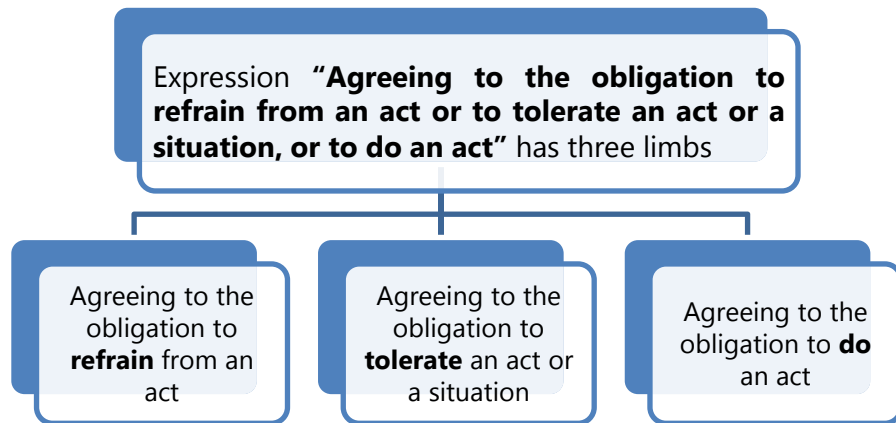 Expression “Agreeing to the obligation to
refrain from an act or to tolerate an act or a
situation, or to do an act” has three limbs
Agreeing to the
obligation to
refrain from an
act
Agreeing to the
obligation to
tolerate an act or
a situation
Agreeing to the
obligation to do
an act